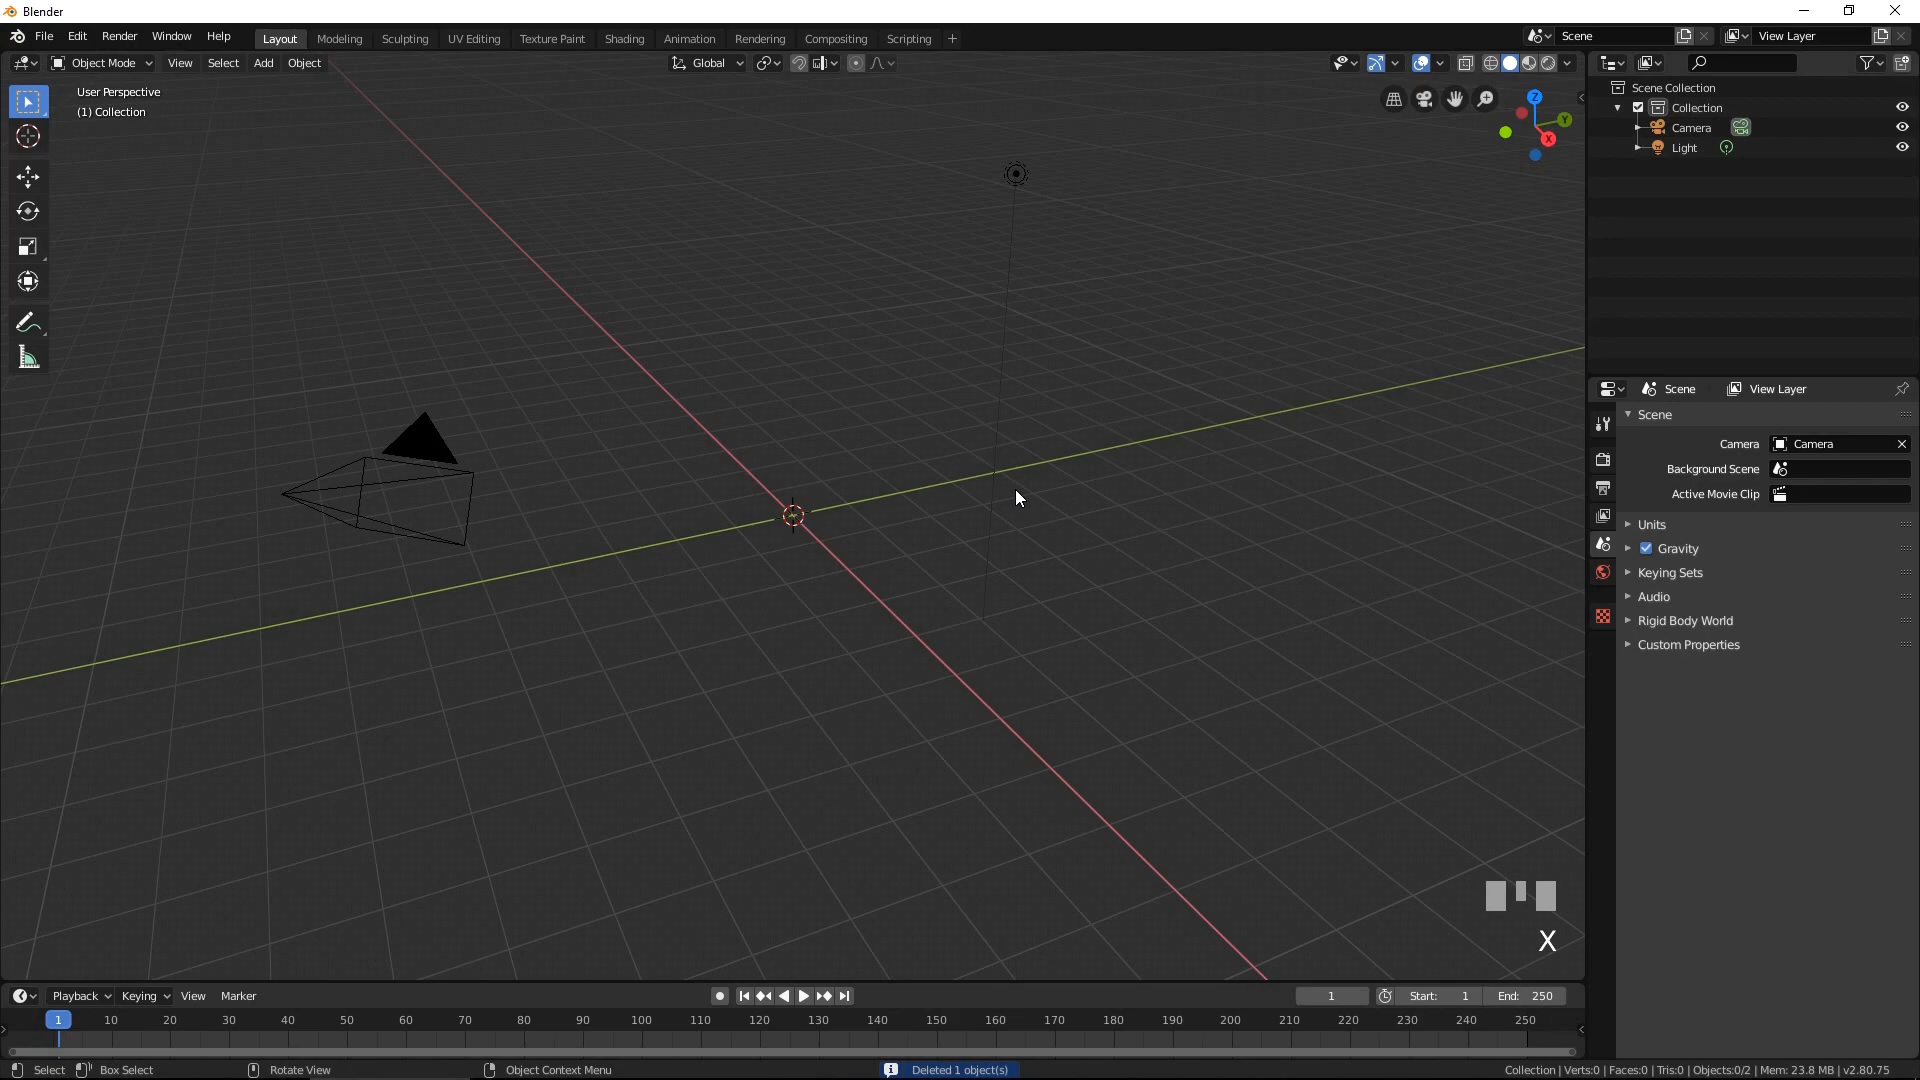 Blender
File Edit Render Window Help Layout Modeling Sculpting UV Editing Texture Paint Shading Animation Rendering Compositing Scripting + Scene View Layer
Object Mode View Select Add Object Global
User Perspective
(1) Collection
Z
Y
X
Scene Collection
Collection
Camera
Light
Scene View Layer
Scene
Camera Camera
Background Scene
Active Movie Clip
Units
Gravity
Keying Sets
Audio
Rigid Body World
Custom Properties
X
Playback Keying View Marker 1 Start: 1 End: 250
1 10 20 30 40 50 60 70 80 90 100 110 120 130 140 150 160 170 180 190 200 210 220 230 240 250
Select Box Select Rotate View Object Context Menu Deleted 1 object(s) Collection | Verts:0 | Faces:0 | Tris:0 | Objects:0/2 | Mem: 23.8 MB | v2.80.75